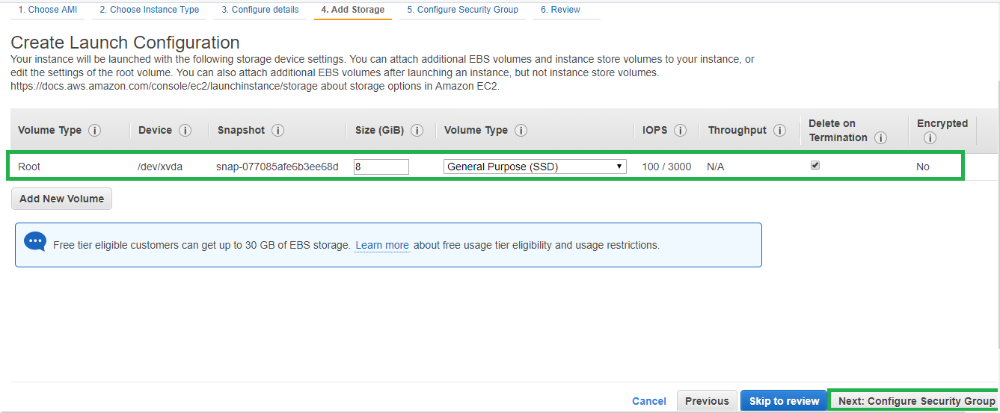 1. Choose AMI 2. Choose Instance Type 3. Configure details 4. Add Storage 5. Configure Security Group 6. Review
Create Launch Configuration
Your instance will be launched with the following storage device settings. You can attach additional EBS volumes and instance store volumes to your instance, or
edit the settings of the root volume. You can also attach additional EBS volumes after launching an instance, but not instance store volumes.
https://docs.aws.amazon.com/console/ec2/launchinstance/storage about storage options in Amazon EC2.
Volume Type i Device i Snapshot i Size (GiB) i Volume Type i IOPS i Throughput i Delete on Termination i Encrypted i
Root /dev/xvda snap-077085afe6b3ee68d 8 General Purpose (SSD) 100 / 3000 N/A No
Add New Volume
Free tier eligible customers can get up to 30 GB of EBS storage. Learn more about free usage tier eligibility and usage restrictions.
Cancel Previous Skip to review Next: Configure Security Group